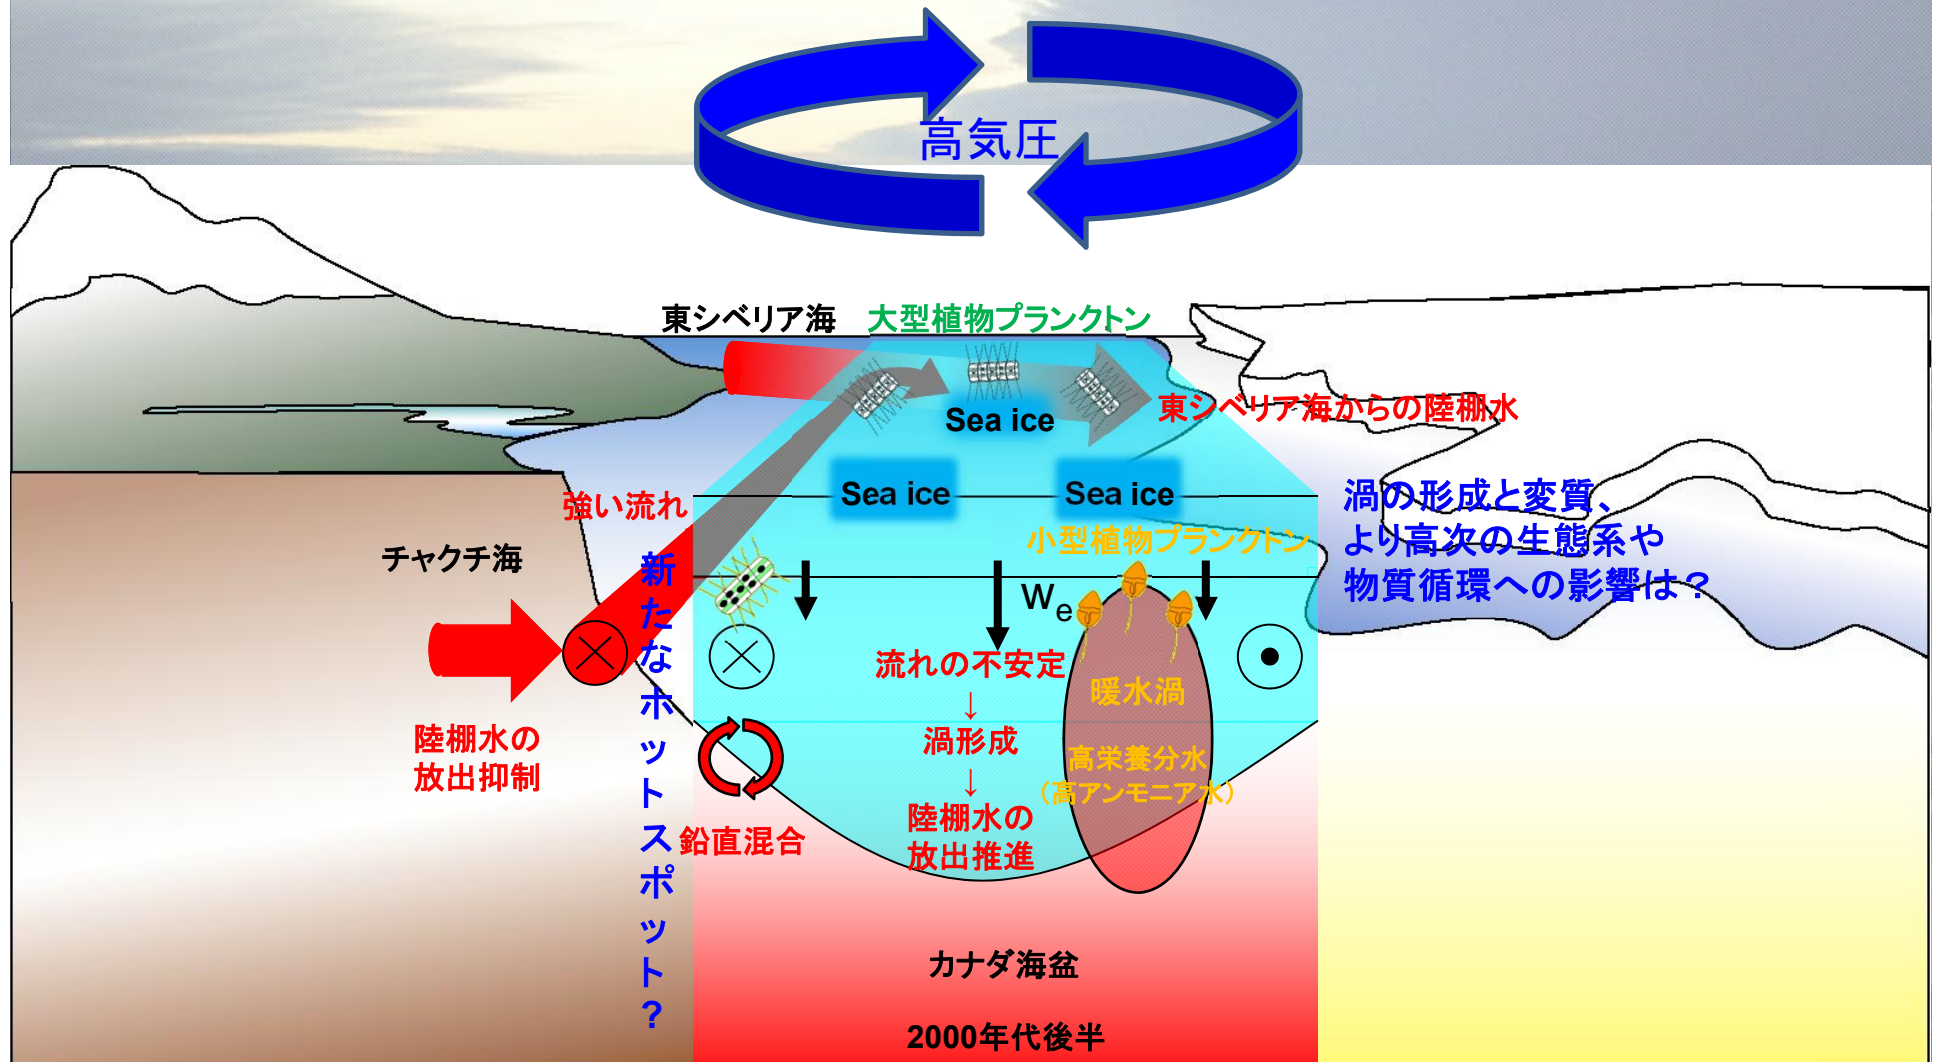 高気圧
東シベリア海
大型植物プランクトン
Sea ice
東シベリア海からの陸棚水
Sea ice
Sea ice
強い流れ
渦の形成と変質、
より高次の生態系や
物質循環への影響は?
チャクチ海
新たなホットスポット?
小型植物プランクトン
We
流れの不安定
↓
渦形成
↓
陸棚水の
放出推進
暖水渦
高栄養分水
(高アンモニア水)
陸棚水の
放出抑制
鉛直混合
カナダ海盆
2000年代後半